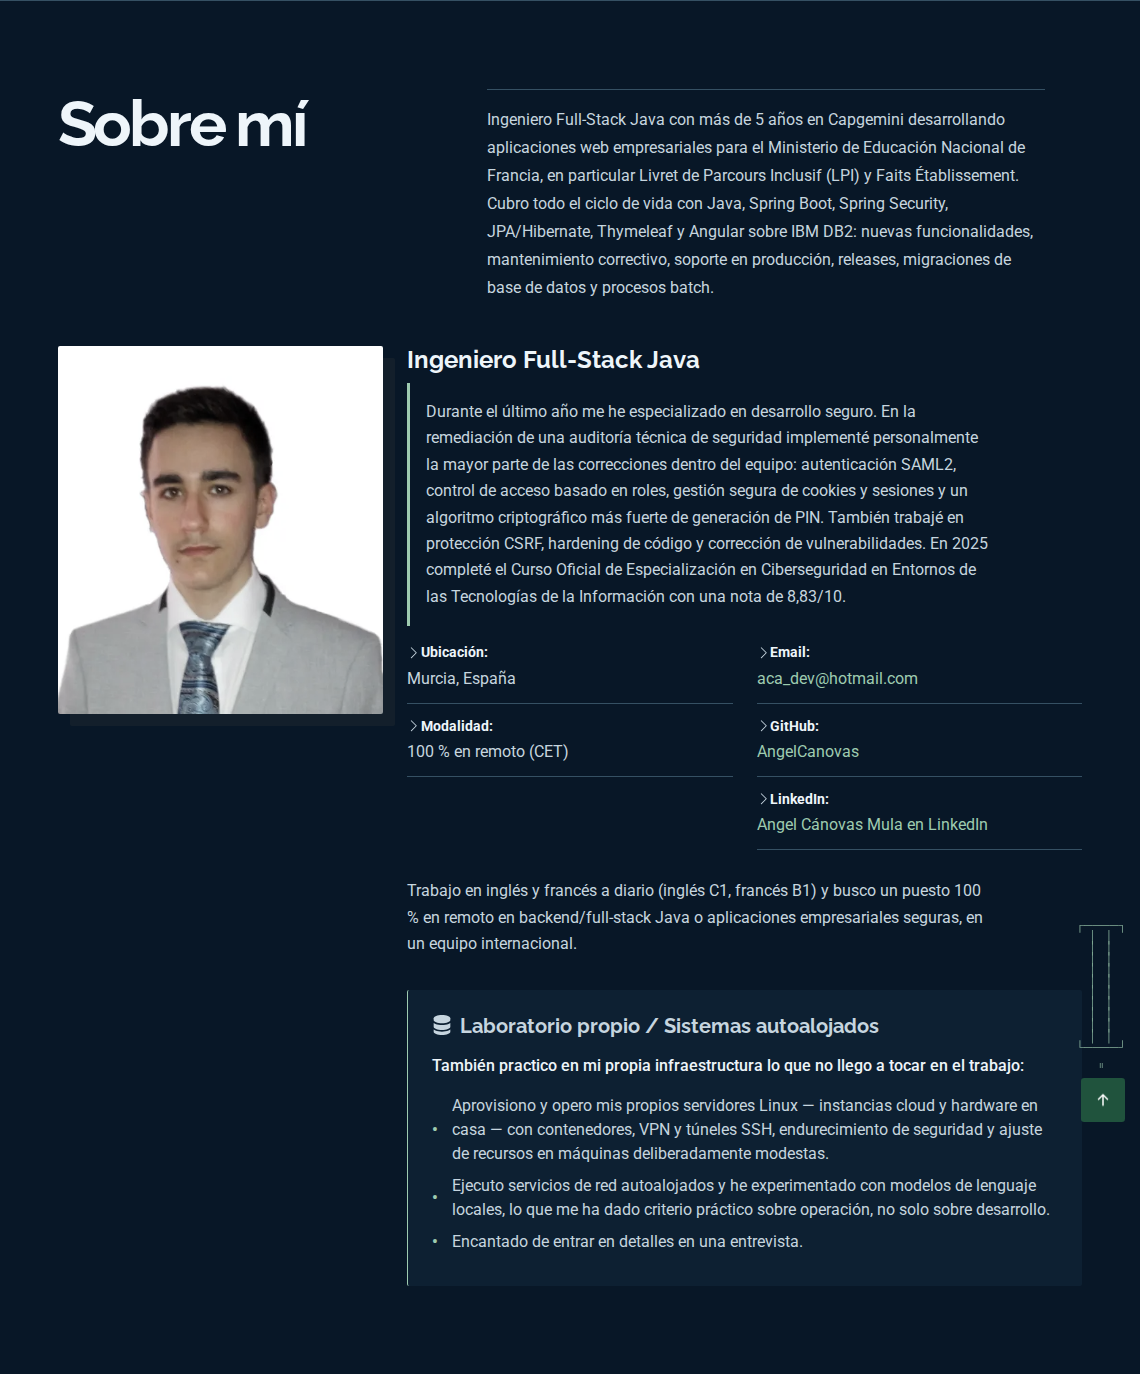 Sobre mí
Ingeniero Full-Stack Java con más de 5 años en Capgemini desarrollando
aplicaciones web empresariales para el Ministerio de Educación Nacional de
Francia, en particular Livret de Parcours Inclusif (LPI) y Faits Établissement.
Cubro todo el ciclo de vida con Java, Spring Boot, Spring Security,
JPA/Hibernate, Thymeleaf y Angular sobre IBM DB2: nuevas funcionalidades,
mantenimiento correctivo, soporte en producción, releases, migraciones de
base de datos y procesos batch.
Ingeniero Full-Stack Java
Durante el último año me he especializado en desarrollo seguro. En la
remediación de una auditoría técnica de seguridad implementé personalmente
la mayor parte de las correcciones dentro del equipo: autenticación SAML2,
control de acceso basado en roles, gestión segura de cookies y sesiones y un
algoritmo criptográfico más fuerte de generación de PIN. También trabajé en
protección CSRF, hardening de código y corrección de vulnerabilidades. En 2025
completé el Curso Oficial de Especialización en Ciberseguridad en Entornos de
las Tecnologías de la Información con una nota de 8,83/10.
Ubicación:
Murcia, España
Modalidad:
100 % en remoto (CET)
Email:
aca_dev@hotmail.com
GitHub:
AngelCanovas
LinkedIn:
Angel Cánovas Mula en LinkedIn
Trabajo en inglés y francés a diario (inglés C1, francés B1) y busco un puesto 100
% en remoto en backend/full-stack Java o aplicaciones empresariales seguras, en
un equipo internacional.
Laboratorio propio / Sistemas autoalojados
También practico en mi propia infraestructura lo que no llego a tocar en el trabajo:
• Aprovisiono y opero mis propios servidores Linux — instancias cloud y hardware en
casa — con contenedores, VPN y túneles SSH, endurecimiento de seguridad y ajuste
de recursos en máquinas deliberadamente modestas.
• Ejecuto servicios de red autoalojados y he experimentado con modelos de lenguaje
locales, lo que me ha dado criterio práctico sobre operación, no solo sobre desarrollo.
• Encantado de entrar en detalles en una entrevista.